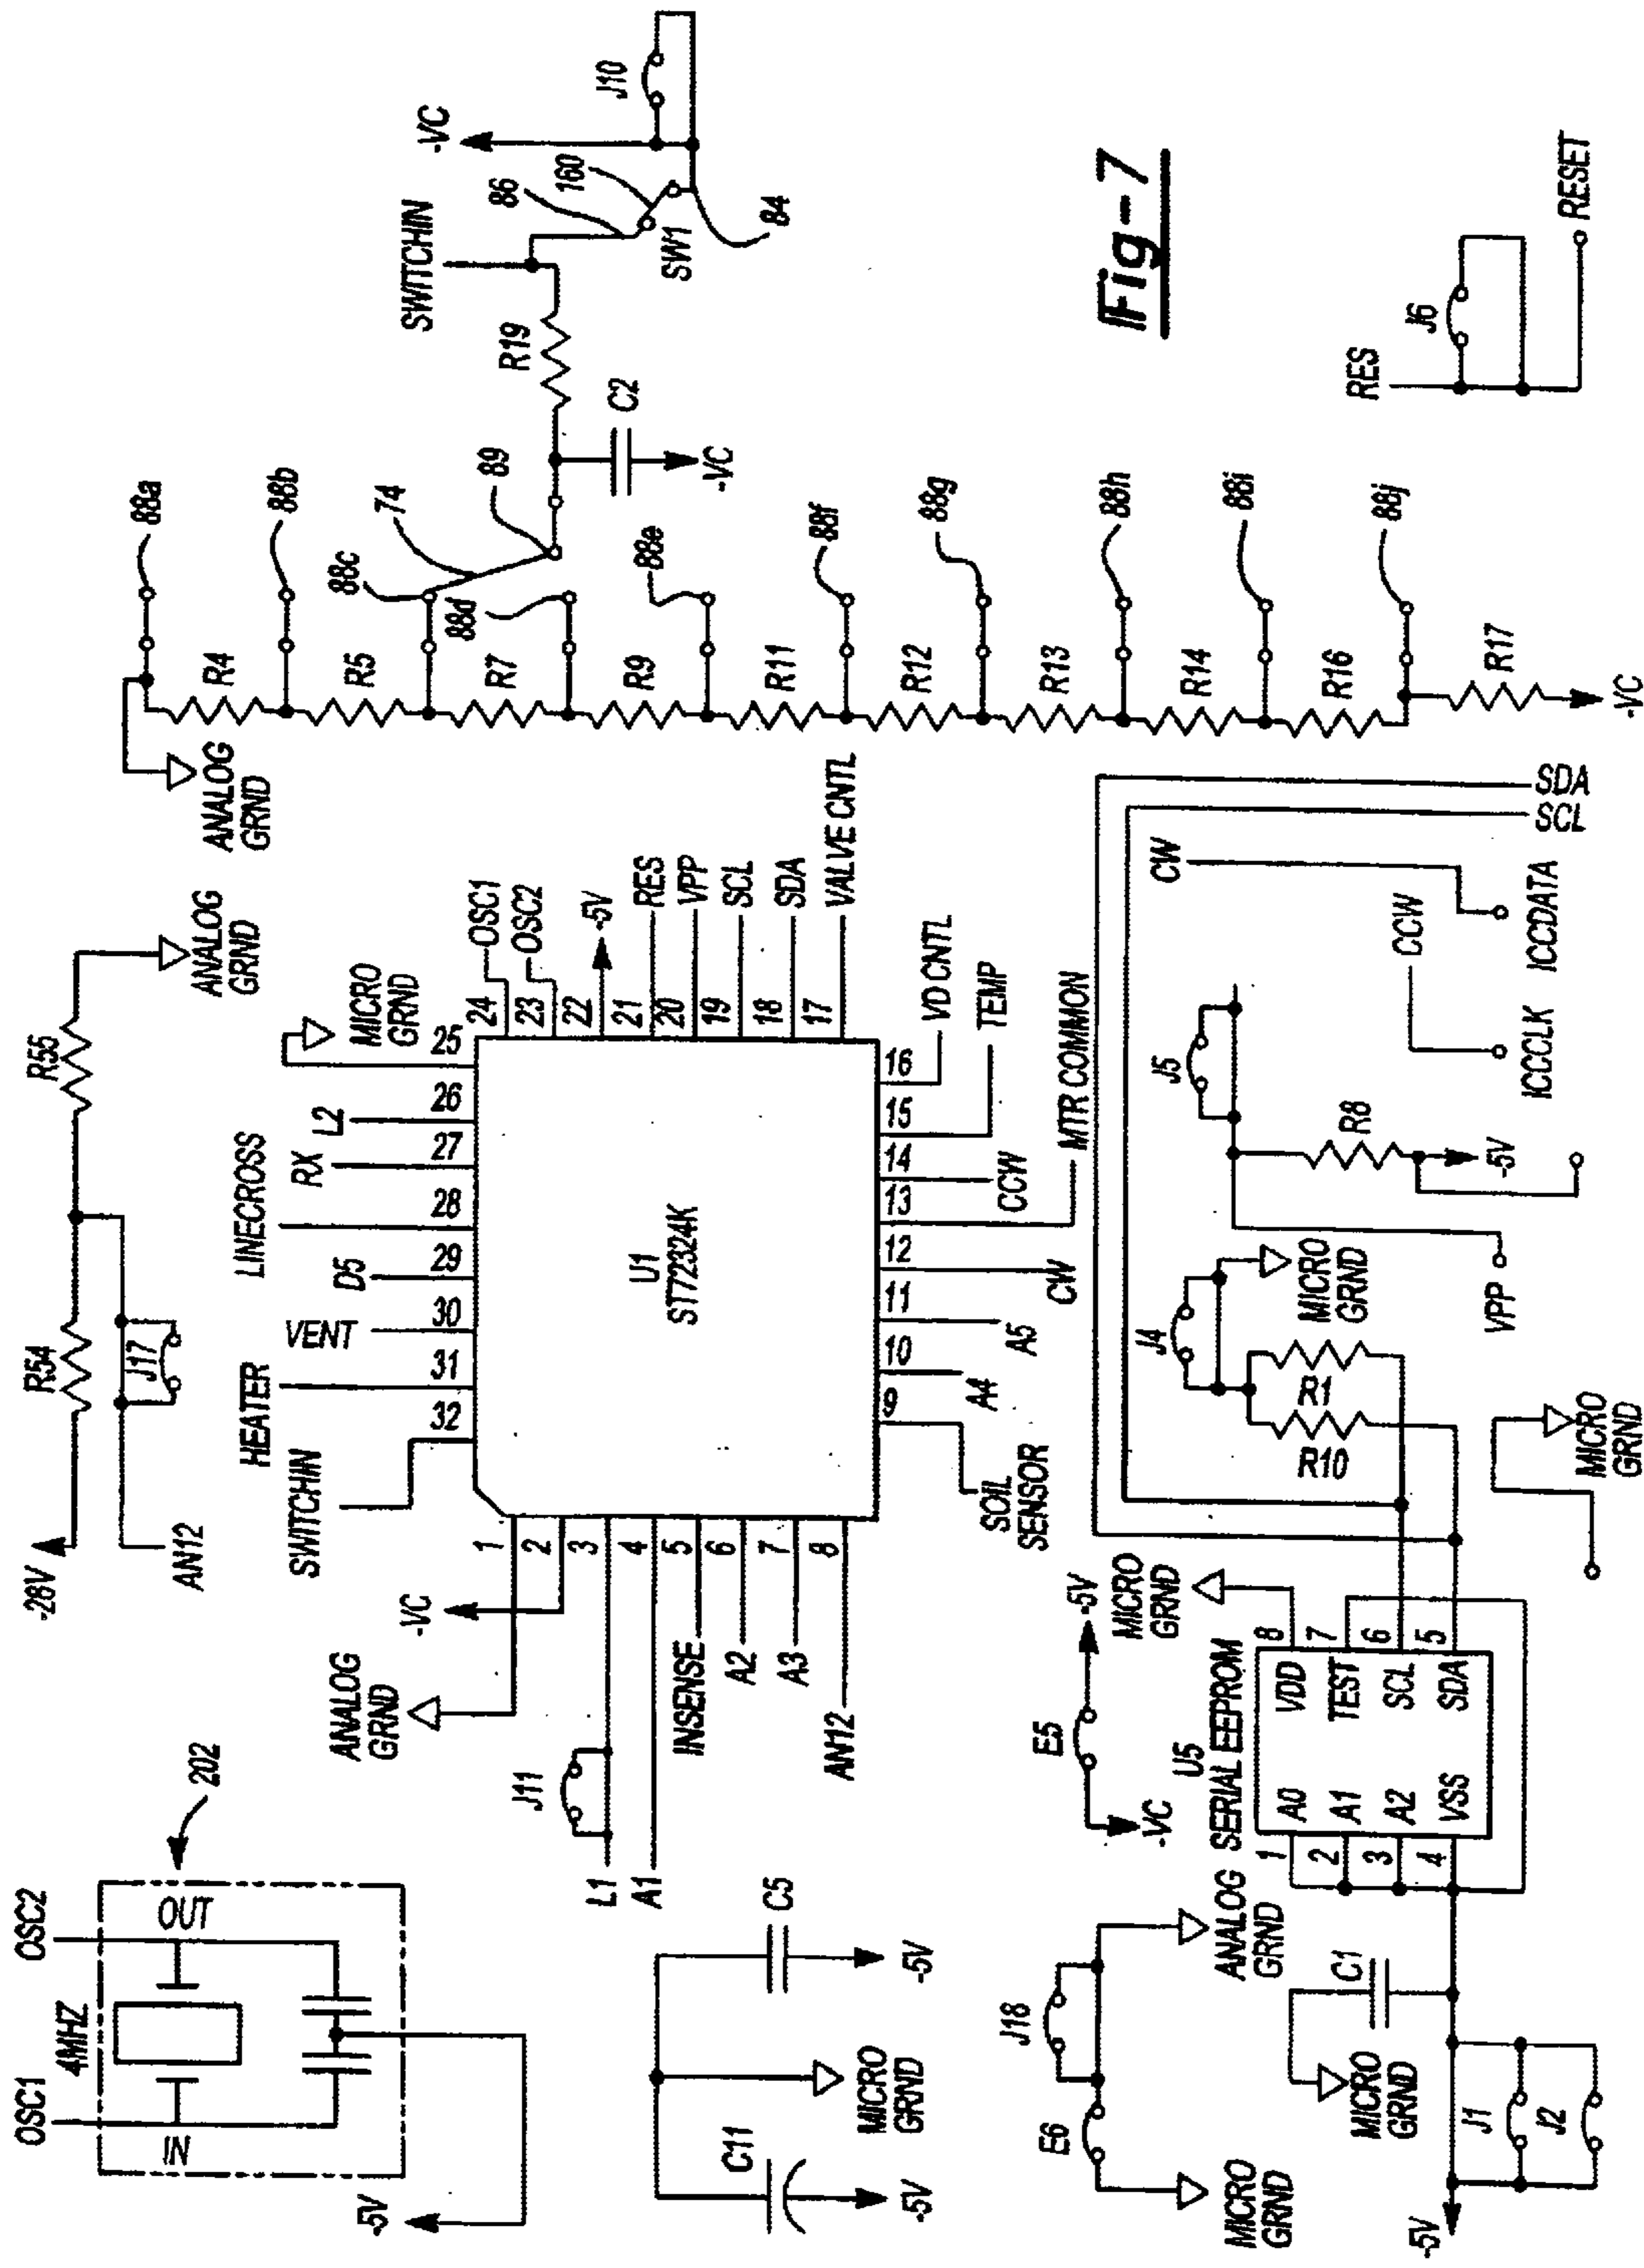 OSC1
OSC2
4MHZ
IN
OUT
202
-5V
-28V
R54
R55
ANALOG
GRND
J17
AN12
C11
C5
-5V
-5V
MICRO
GRND
ANALOG
GRND
-VC
J11
L1
A1
INSENSE
A2
A3
AN12
1
2
3
4
5
6
7
8
SWITCHIN
HEATER
VENT
D5
LINECROSS
RX
L2
MICRO
GRND
32
31
30
29
28
27
26
25
U1
ST72324K
24
23
22
21
20
19
18
17
OSC1
OSC2
-5V
RES
VPP
SCL
SDA
VALVE CNTL
9
10
11
12
13
14
15
16
SOIL
SENSOR
A4
A5
CW
MTR COMMON
CCW
TEMP
VD CNTL
ANALOG
GRND
R4
R5
R7
R9
R11
R12
R13
R14
R16
R17
-VC
88a
88b
88c
88d
88e
88f
88g
88h
88i
88j
74
89
C2
-VC
R19
SWITCHIN
86
160
SW1
84
-VC
J10
E6
J18
MICRO
GRND
ANALOG
GRND
E5
-VC
-5V
MICRO
GRND
U5
SERIAL EEPROM
1
2
3
4
A0
A1
A2
VSS
VDD
TEST
SCL
SDA
8
7
6
5
C1
MICRO
GRND
J1
J2
-5V
J4
R1
R10
MICRO
GRND
MICRO
GRND
J5
R8
-5V
VPP
CCW
ICCCLK
CW
ICCDATA
SDA
SCL
RES
J6
RESET
Fig-7